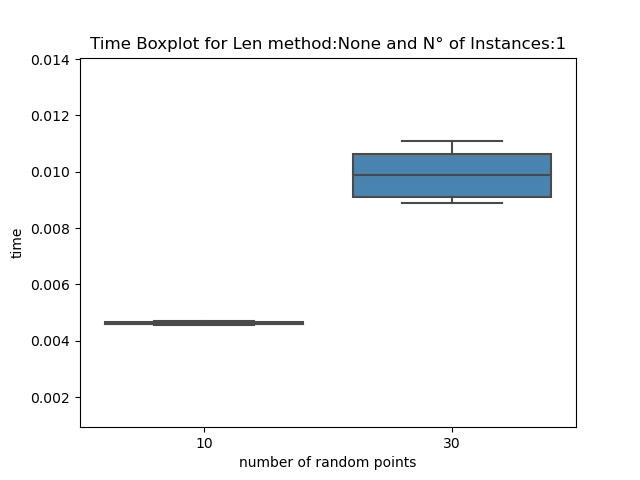 Time Boxplot for Len method:None and N° of Instances:1
0.014
0.012
0.010
0.008
0.006
0.004
0.002
time
10 30
number of random points